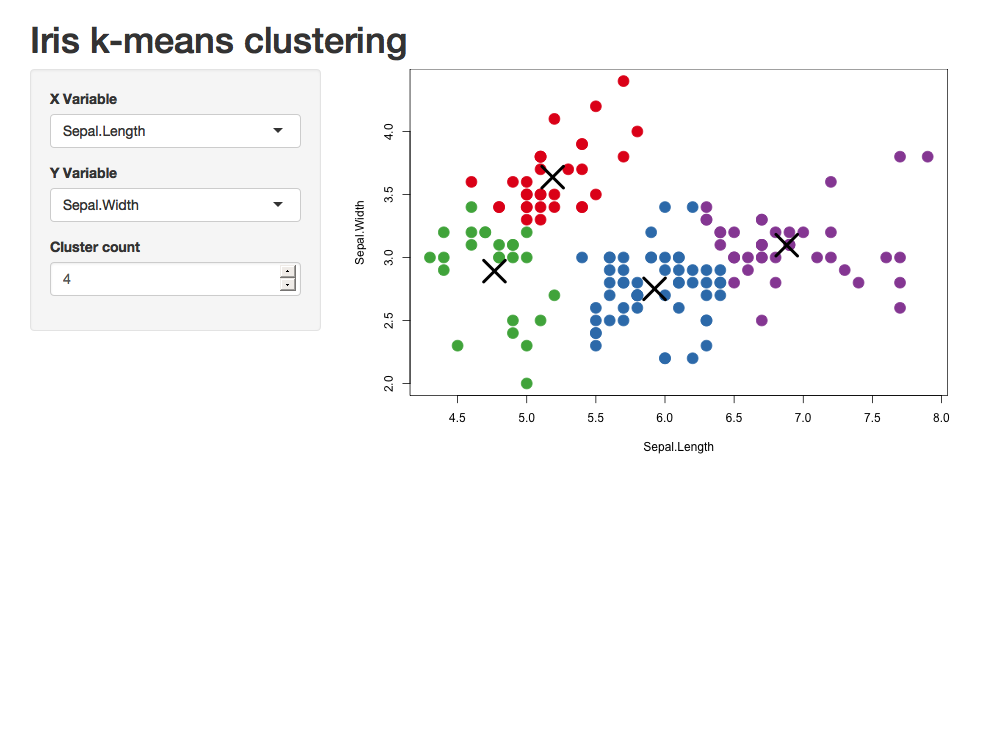 Iris k-means clustering
X Variable
Sepal.Length
Y Variable
Sepal.Width
Cluster count
4
Sepal.Width
4.0
3.5
3.0
2.5
2.0
4.5 5.0 5.5 6.0 6.5 7.0 7.5 8.0
Sepal.Length